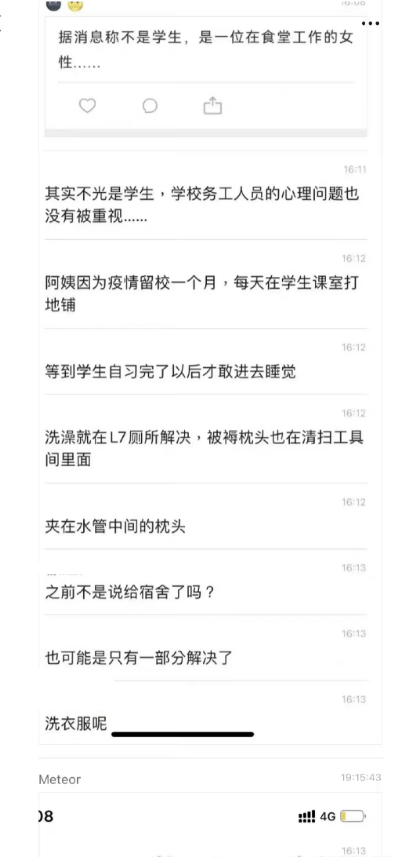 16:08
据消息称不是学生，是一位在食堂工作的女
性......
16:11
其实不光是学生，学校务工人员的心理问题也
没有被重视......
16:12
阿姨因为疫情留校一个月，每天在学生课室打
地铺
16:12
等到学生自习完了以后才敢进去睡觉
16:12
洗澡就在L7厕所解决，被褥枕头也在清扫工具
间里面
16:12
夹在水管中间的枕头
16:13
之前不是说给宿舍了吗？
16:13
也可能是只有一部分解决了
16:13
洗衣服呢
Meteor 19:15:43
08 4G
16:13